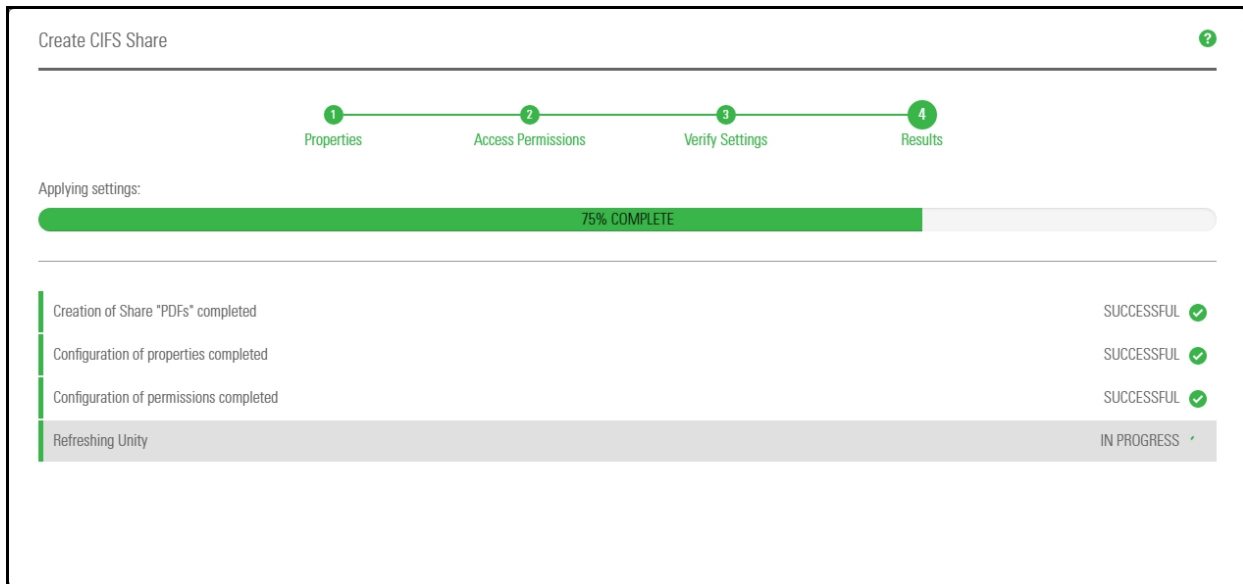 Create CIFS Share
?
1 2 3 4
Properties Access Permissions Verify Settings Results
Applying settings:
75% COMPLETE
Creation of Share "PDFs" completed SUCCESSFUL
Configuration of properties completed SUCCESSFUL
Configuration of permissions completed SUCCESSFUL
Refreshing Unity IN PROGRESS